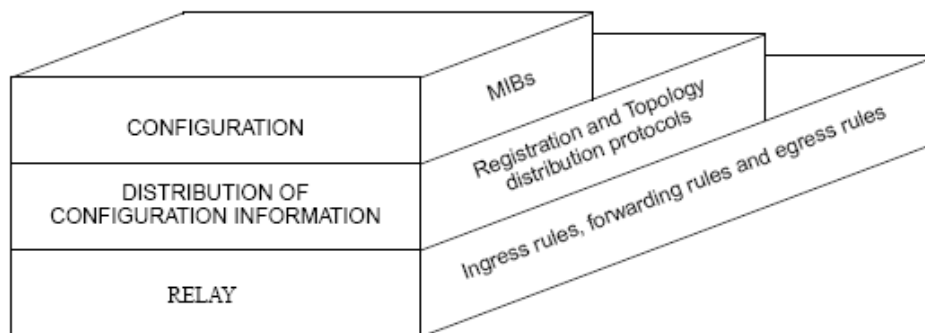 CONFIGURATION
MIBs
DISTRIBUTION OF
CONFIGURATION INFORMATION
Registration and Topology
distribution protocols
RELAY
Ingress rules, forwarding rules and egress rules